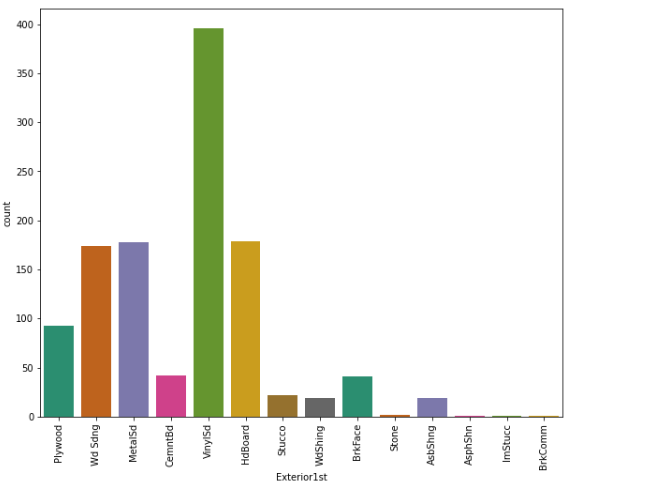 400
350
300
250
200
150
100
50
0
count
Plywood
Wd Sdng
MetalSd
CemntBd
VinylSd
HdBoard
Stucco
WdShing
BrkFace
Stone
AsbShng
AsphShn
ImStucc
BrkComm
Exterior1st